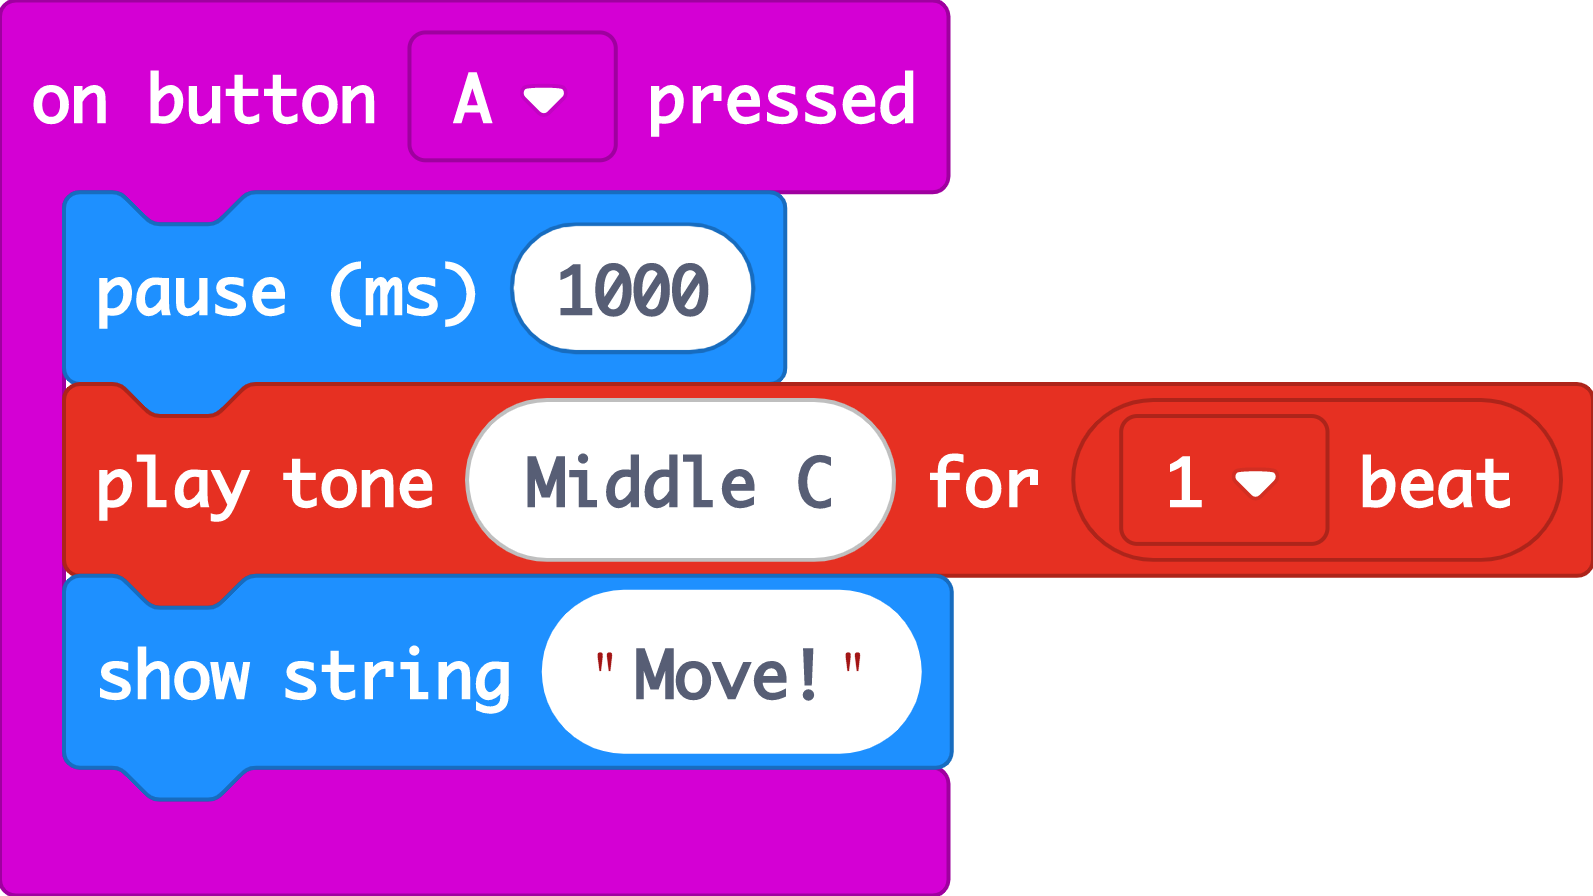 on button A pressed
pause (ms) 1000
play tone Middle C for 1 beat
show string "Move!"